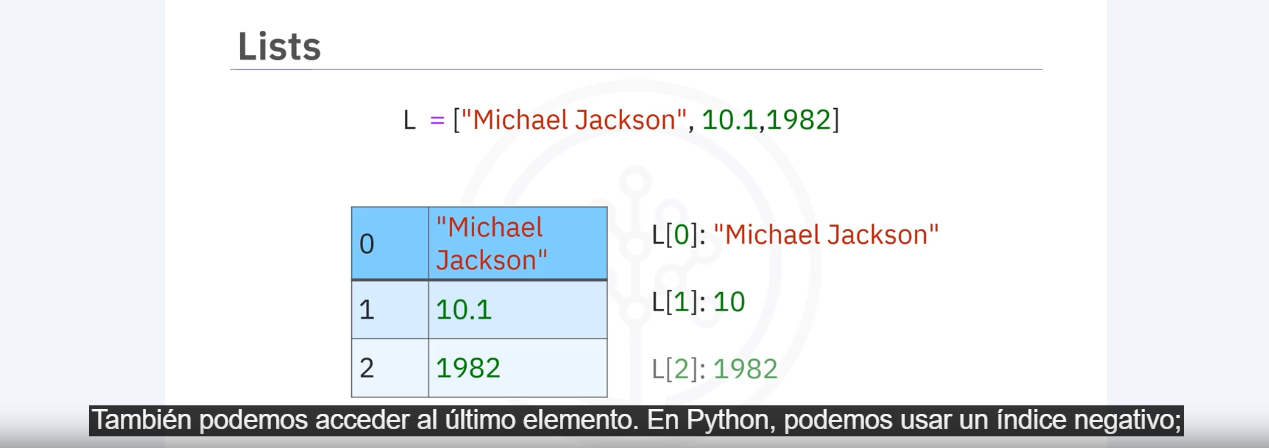 Lists
L = ["Michael Jackson", 10.1,1982]
0 "Michael
Jackson"
L[0]: "Michael Jackson"
1 10.1
L[1]: 10
2 1982
L[2]: 1982
También podemos acceder al último elemento. En Python, podemos usar un índice negativo;